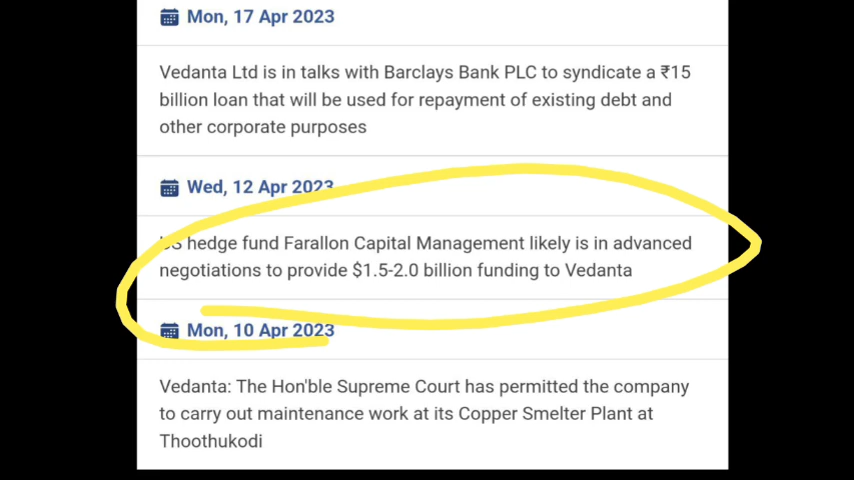 Mon, 17 Apr 2023
Vedanta Ltd is in talks with Barclays Bank PLC to syndicate a ₹15
billion loan that will be used for repayment of existing debt and
other corporate purposes
Wed, 12 Apr 2023
US hedge fund Farallon Capital Management likely is in advanced
negotiations to provide $1.5-2.0 billion funding to Vedanta
Mon, 10 Apr 2023
Vedanta: The Hon'ble Supreme Court has permitted the company
to carry out maintenance work at its Copper Smelter Plant at
Thoothukodi